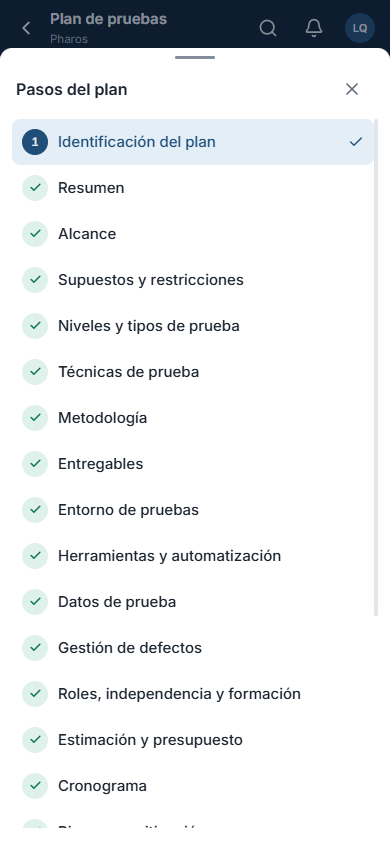 Plan de pruebas
Pharos
LQ
Pasos del plan
1 Identificación del plan
Resumen
Alcance
Supuestos y restricciones
Niveles y tipos de prueba
Técnicas de prueba
Metodología
Entregables
Entorno de pruebas
Herramientas y automatización
Datos de prueba
Gestión de defectos
Roles, independencia y formación
Estimación y presupuesto
Cronograma